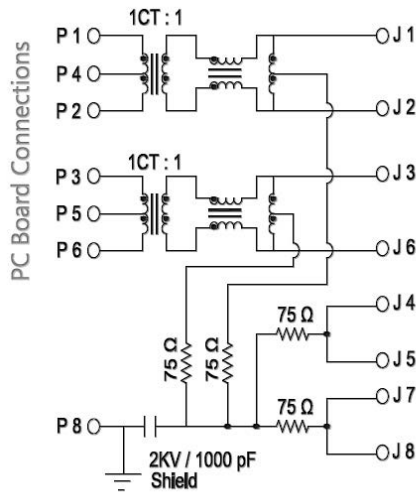 1CT : 1
P 1
J 1
P 4
P 2
J 2
1CT : 1
P 3
J 3
P 5
P 6
J 6
PC Board Connections
J 4
75 Ω
75 Ω
75 Ω
J 5
75 Ω
J 7
P 8
J 8
2KV / 1000 pF
Shield